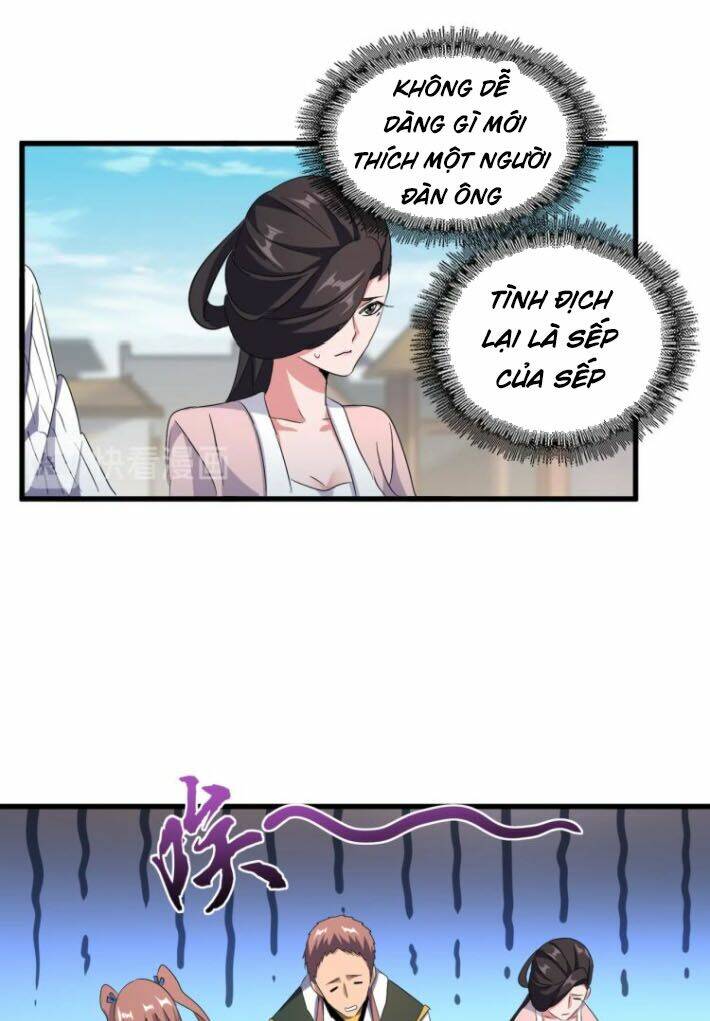 KHÔNG DỄ
DÀNG GÌ MỚI
THÍCH MỘT NGƯỜI
ĐÀN ÔNG
TÌNH ĐỊCH
LẠI LÀ SẾP
CỦA SẾP
快看漫画
唉~